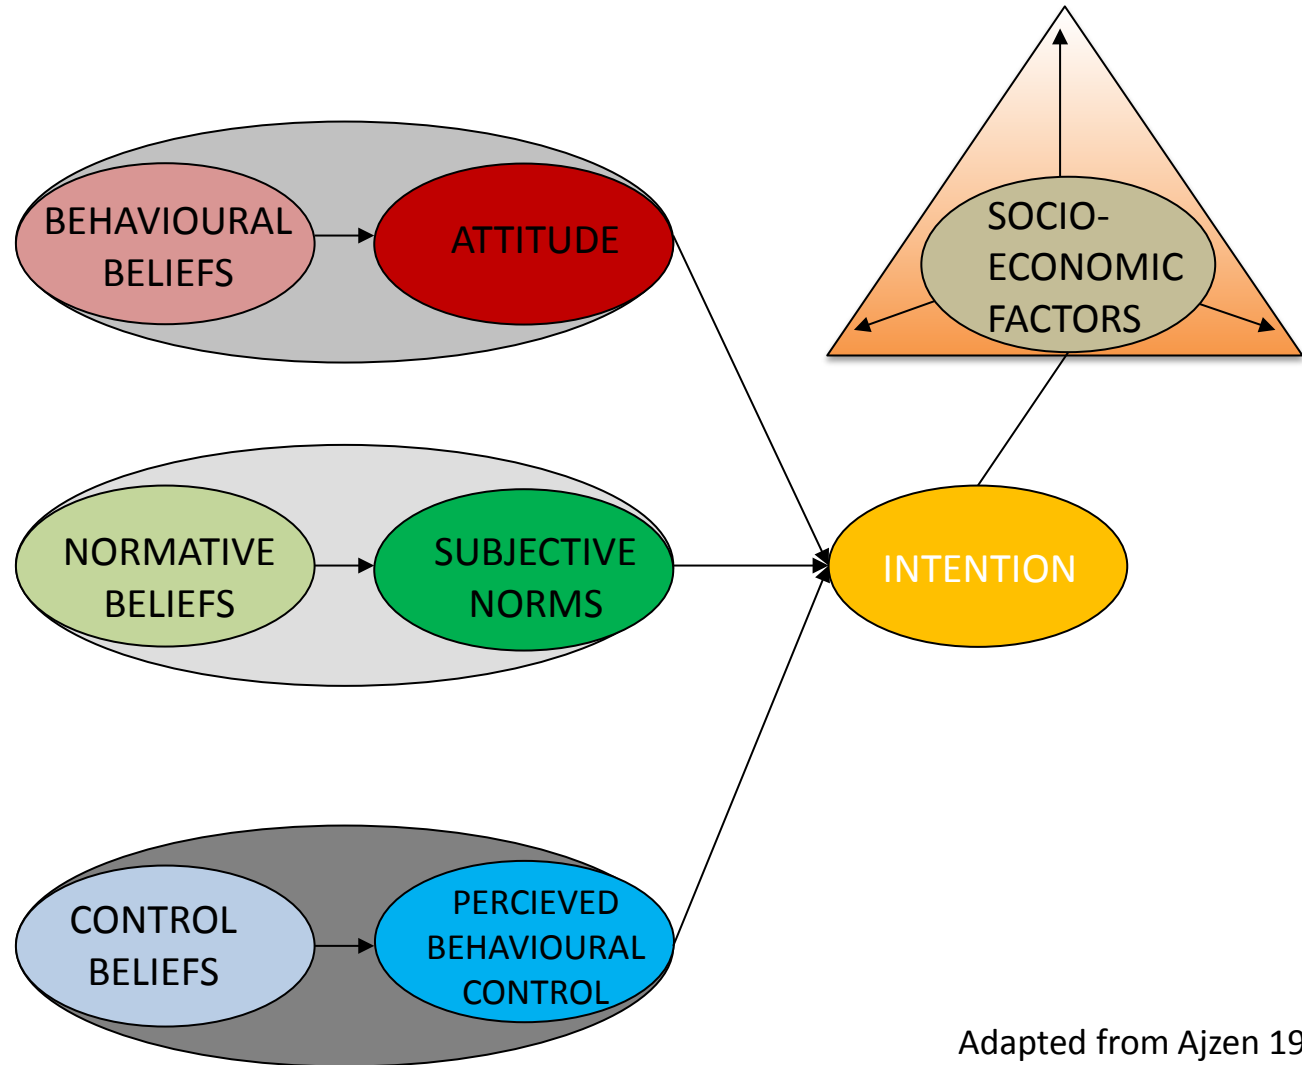 BEHAVIOURAL
BELIEFS
ATTITUDE
SOCIO-
ECONOMIC
FACTORS
NORMATIVE
BELIEFS
SUBJECTIVE
NORMS
INTENTION
CONTROL
BELIEFS
PERCIEVED
BEHAVIOURAL
CONTROL
Adapted from Ajzen 19